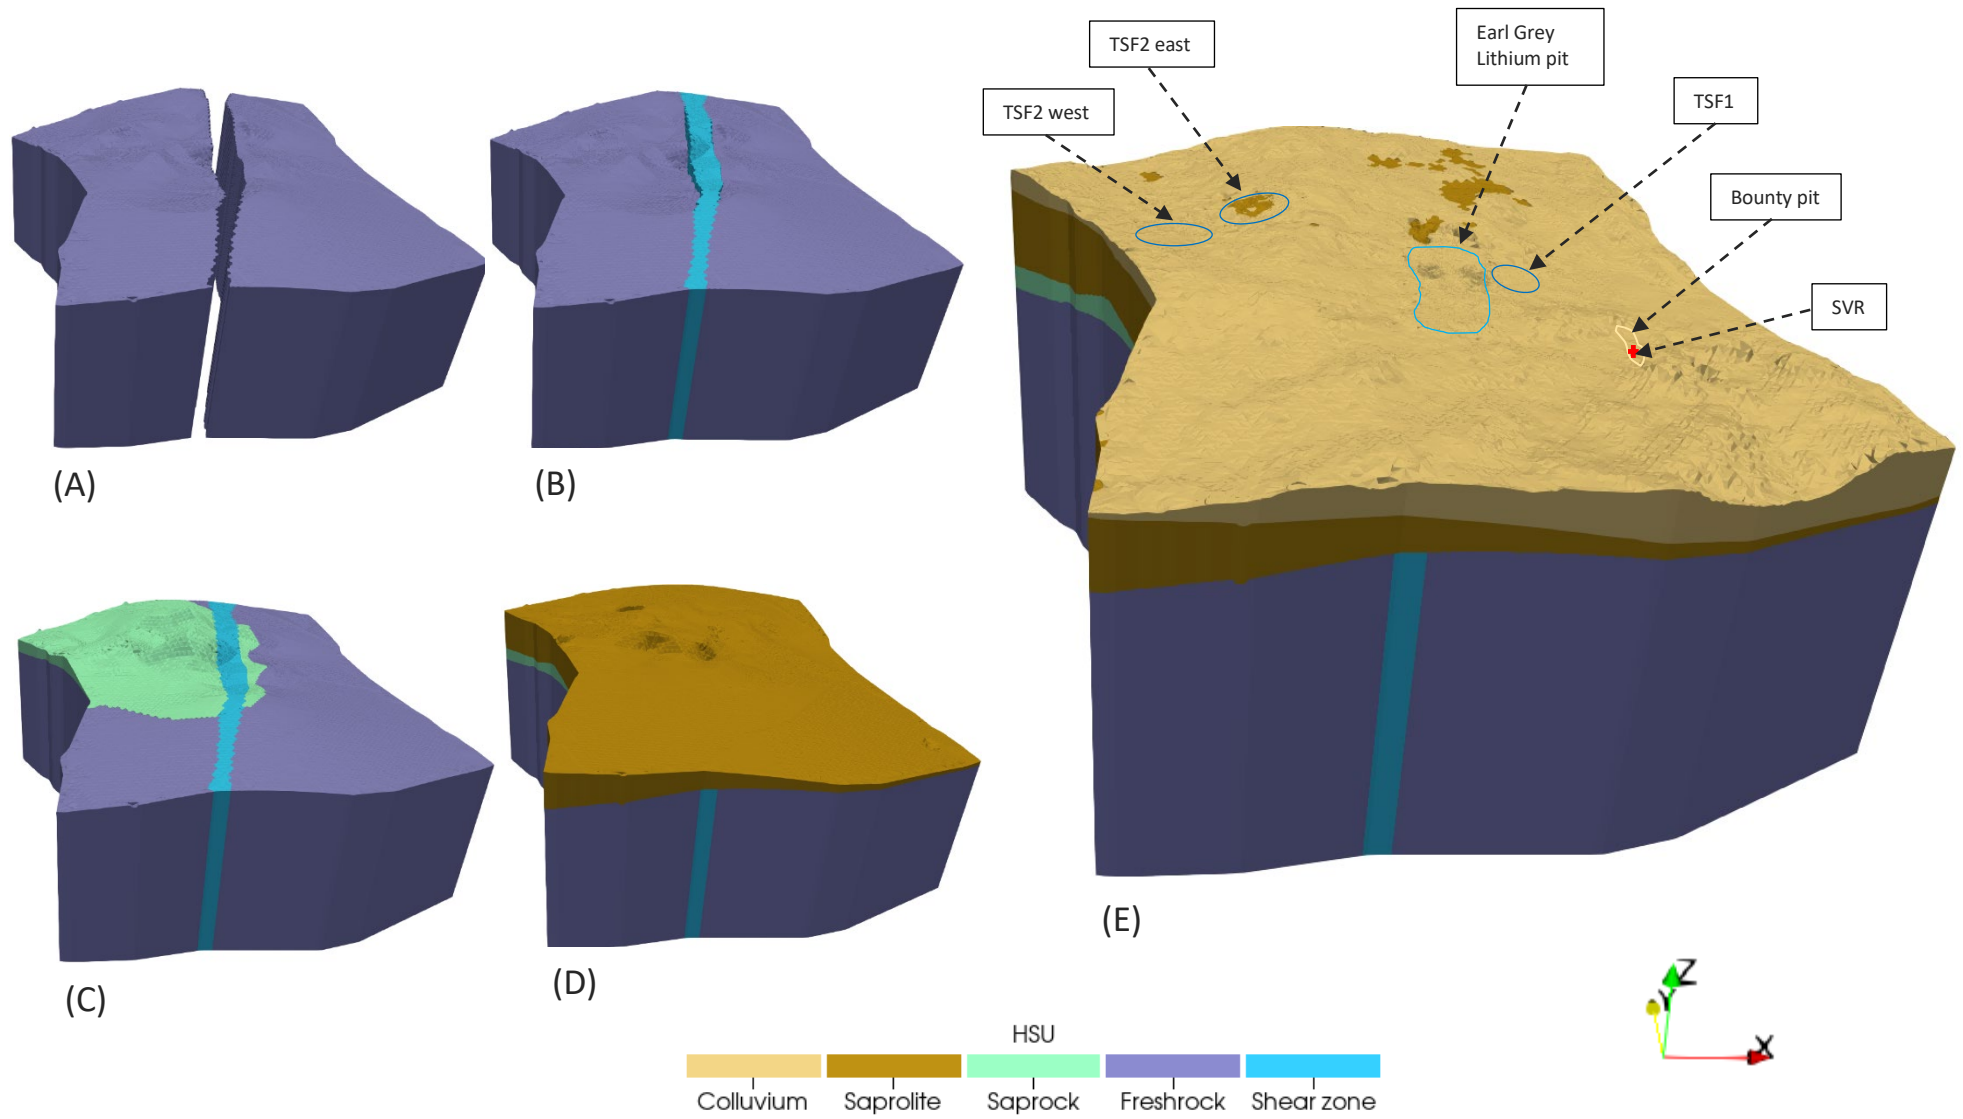 TSF2 east
Earl Grey
Lithium pit
TSF2 west
TSF1
Bounty pit
SVR
(A)
(B)
(C)
(D)
(E)
Z
Y
X
HSU
Colluvium
Saprolite
Saprock
Freshrock
Shear zone